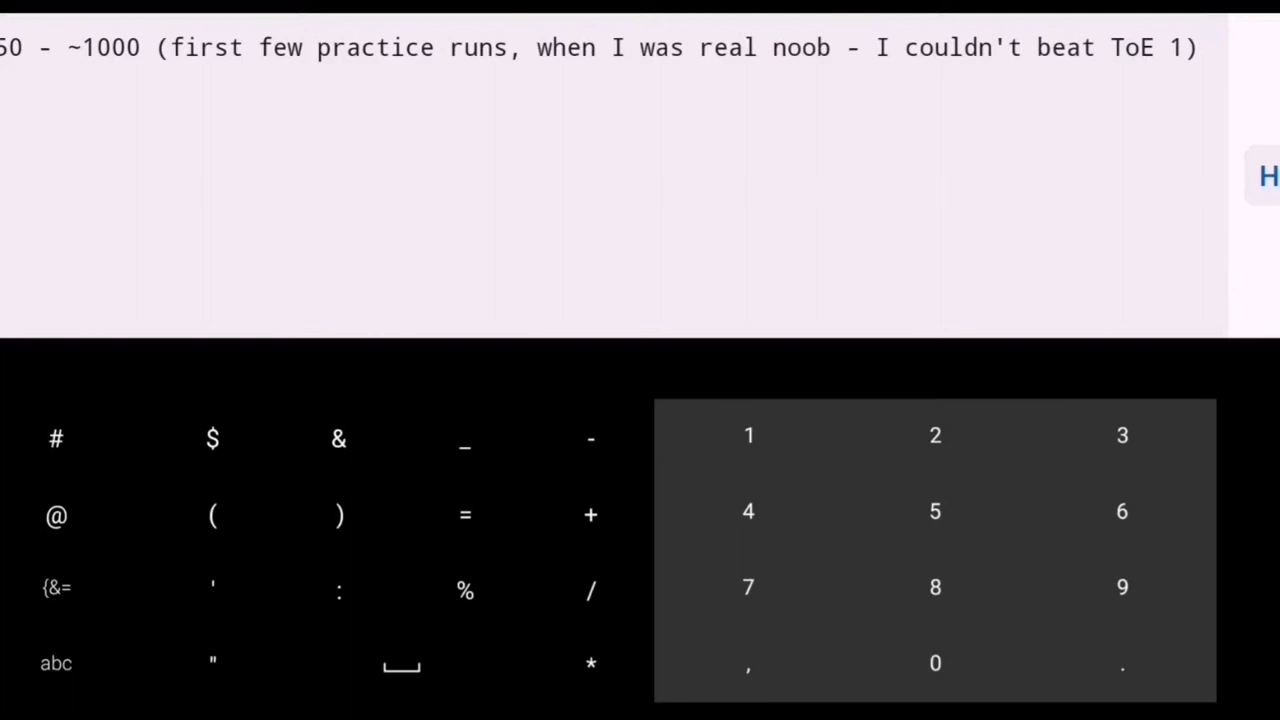 50 - ~1000 (first few practice runs, when I was real noob - I couldn't beat ToE 1)
H
# $ & _ - 1 2 3
@ ( ) = + 4 5 6
{&= ' : % / 7 8 9
abc " * , 0 .